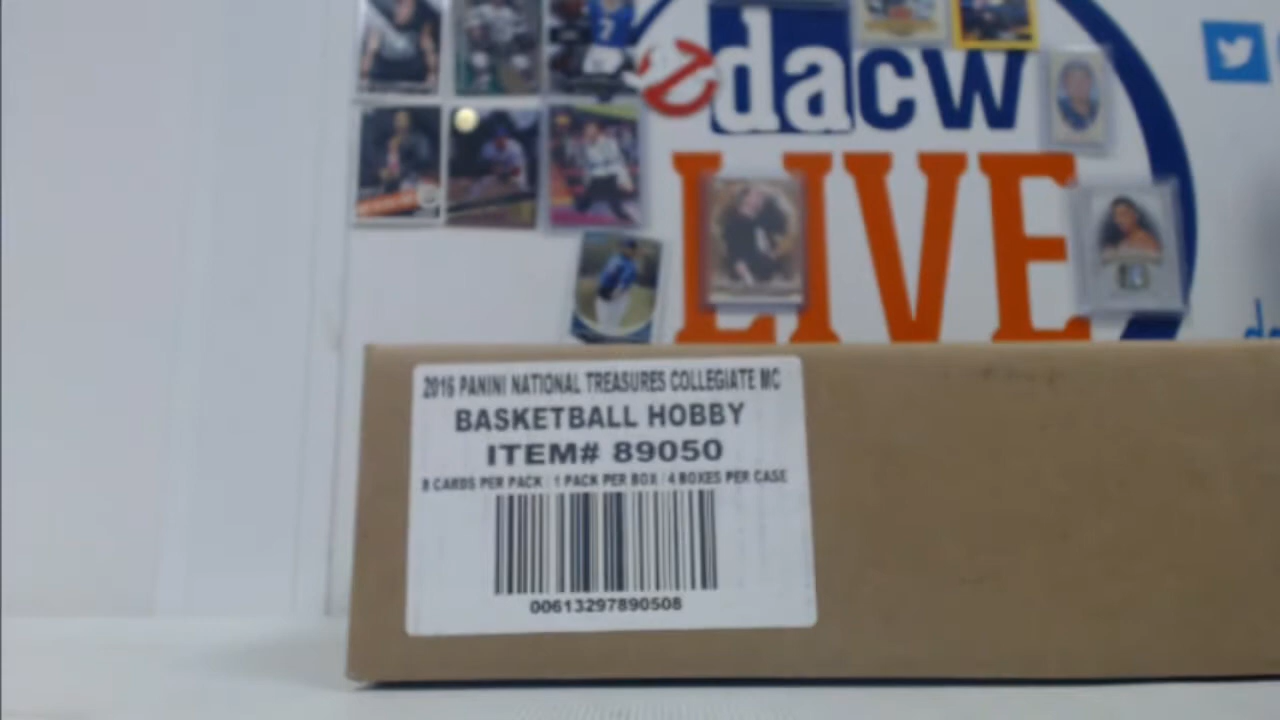 dacw
LIVE
2016 PANINI NATIONAL TREASURES COLLEGIATE MC
BASKETBALL HOBBY
ITEM# 89050
8 CARDS PER PACK 1 PACK PER BOX 4 BOXES PER CASE
00613297890508